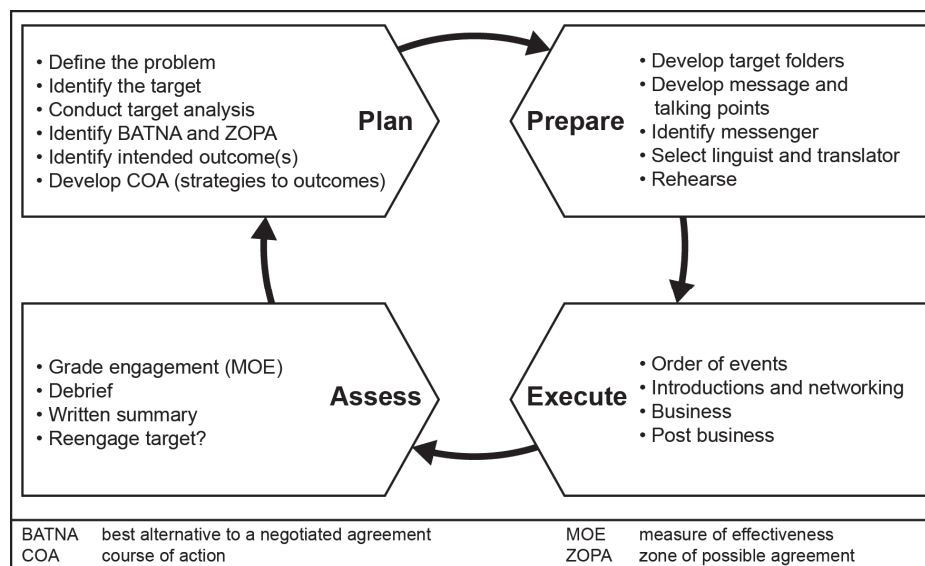 • Define the problem
• Identify the target
• Conduct target analysis
• Identify BATNA and ZOPA
• Identify intended outcome(s)
• Develop COA (strategies to outcomes)
Plan
Prepare
• Develop target folders
• Develop message and
talking points
• Identify messenger
• Select linguist and translator
• Rehearse
• Grade engagement (MOE)
• Debrief
• Written summary
• Reengage target?
Assess
Execute
• Order of events
• Introductions and networking
• Business
• Post business
BATNA best alternative to a negotiated agreement
COA course of action
MOE measure of effectiveness
ZOPA zone of possible agreement